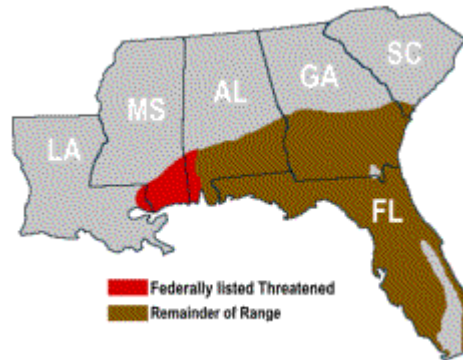 SC
GA
AL
MS
LA
FL
Federally listed Threatened
Remainder of Range